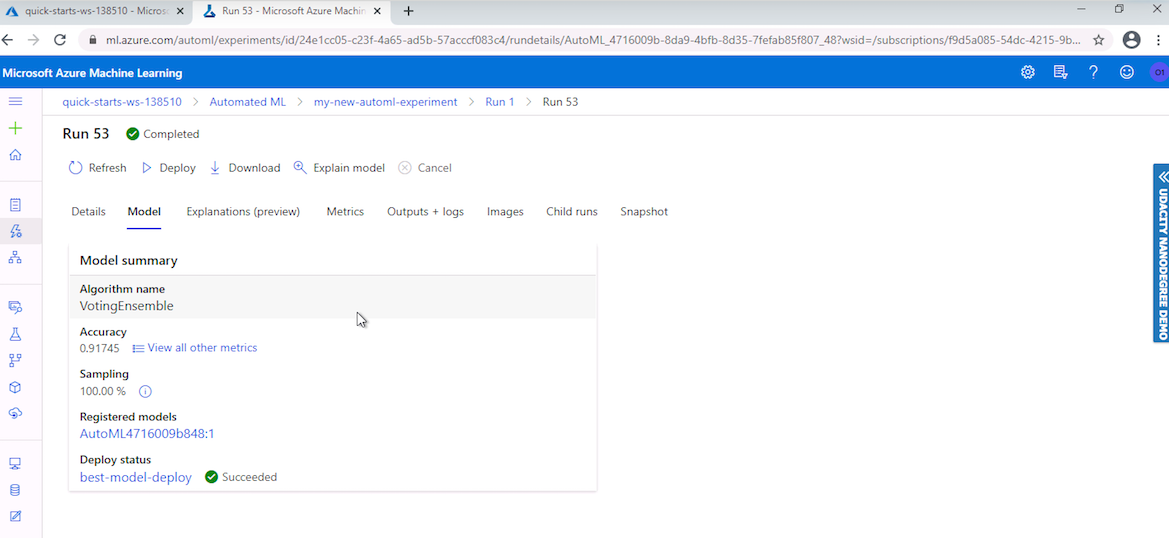 quick-starts-ws-138510 - Micros
Run 53 - Microsoft Azure Machin
ml.azure.com/automl/experiments/id/24e1cc05-c23f-4a65-ad5b-57acccf083c4/rundetails/AutoML_4716009b-8da9-4bfb-8d35-7fefab85f807_48?wsid=/subscriptions/f9d5a085-54dc-4215-9b...
Microsoft Azure Machine Learning
01
quick-starts-ws-138510 > Automated ML > my-new-automl-experiment > Run 1 > Run 53
Run 53 Completed
Refresh Deploy Download Explain model Cancel
Details Model Explanations (preview) Metrics Outputs + logs Images Child runs Snapshot
Model summary
Algorithm name
VotingEnsemble
Accuracy
0.91745 View all other metrics
Sampling
100.00 %
Registered models
AutoML4716009b848:1
Deploy status
best-model-deploy Succeeded
UDACITY NANODEGREE DEMO